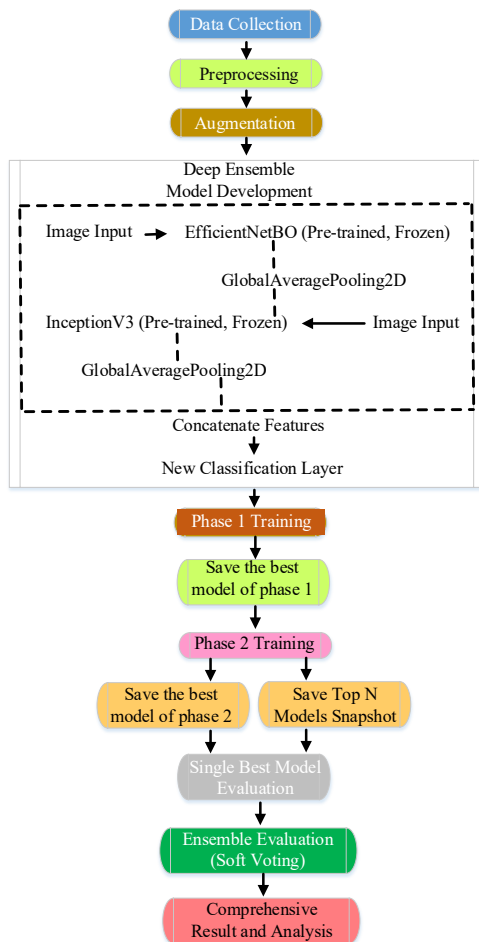 Data Collection
Preprocessing
Augmentation
Deep Ensemble
Model Development
Image Input
EfficientNetBO (Pre-trained, Frozen)
GlobalAveragePooling2D
InceptionV3 (Pre-trained, Frozen)
Image Input
GlobalAveragePooling2D
Concatenate Features
New Classification Layer
Phase 1 Training
Save the best
model of phase 1
Phase 2 Training
Save the best
model of phase 2
Save Top N
Models Snapshot
Single Best Model
Evaluation
Ensemble Evaluation
(Soft Voting)
Comprehensive
Result and Analysis